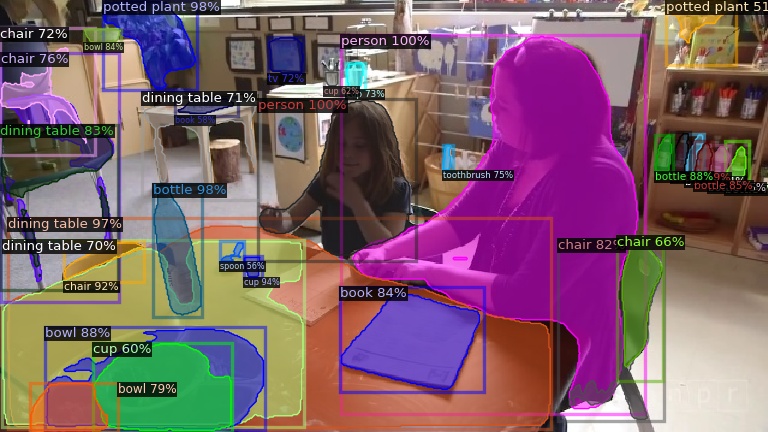 potted plant 98%
potted plant 51
chair 72%
bowl 84%
person 100%
chair 76%
tv 72%
cup 62%
73%
dining table 71%
person 100%
book 56%
dining table 83%
toothbrush 75%
bottle 88%
bottle 85%
bottle 98%
dining table 97%
dining table 70%
chair 82%
chair 66%
spoon 56%
cup 94%
chair 92%
book 84%
bowl 88%
cup 60%
bowl 79%
mpr